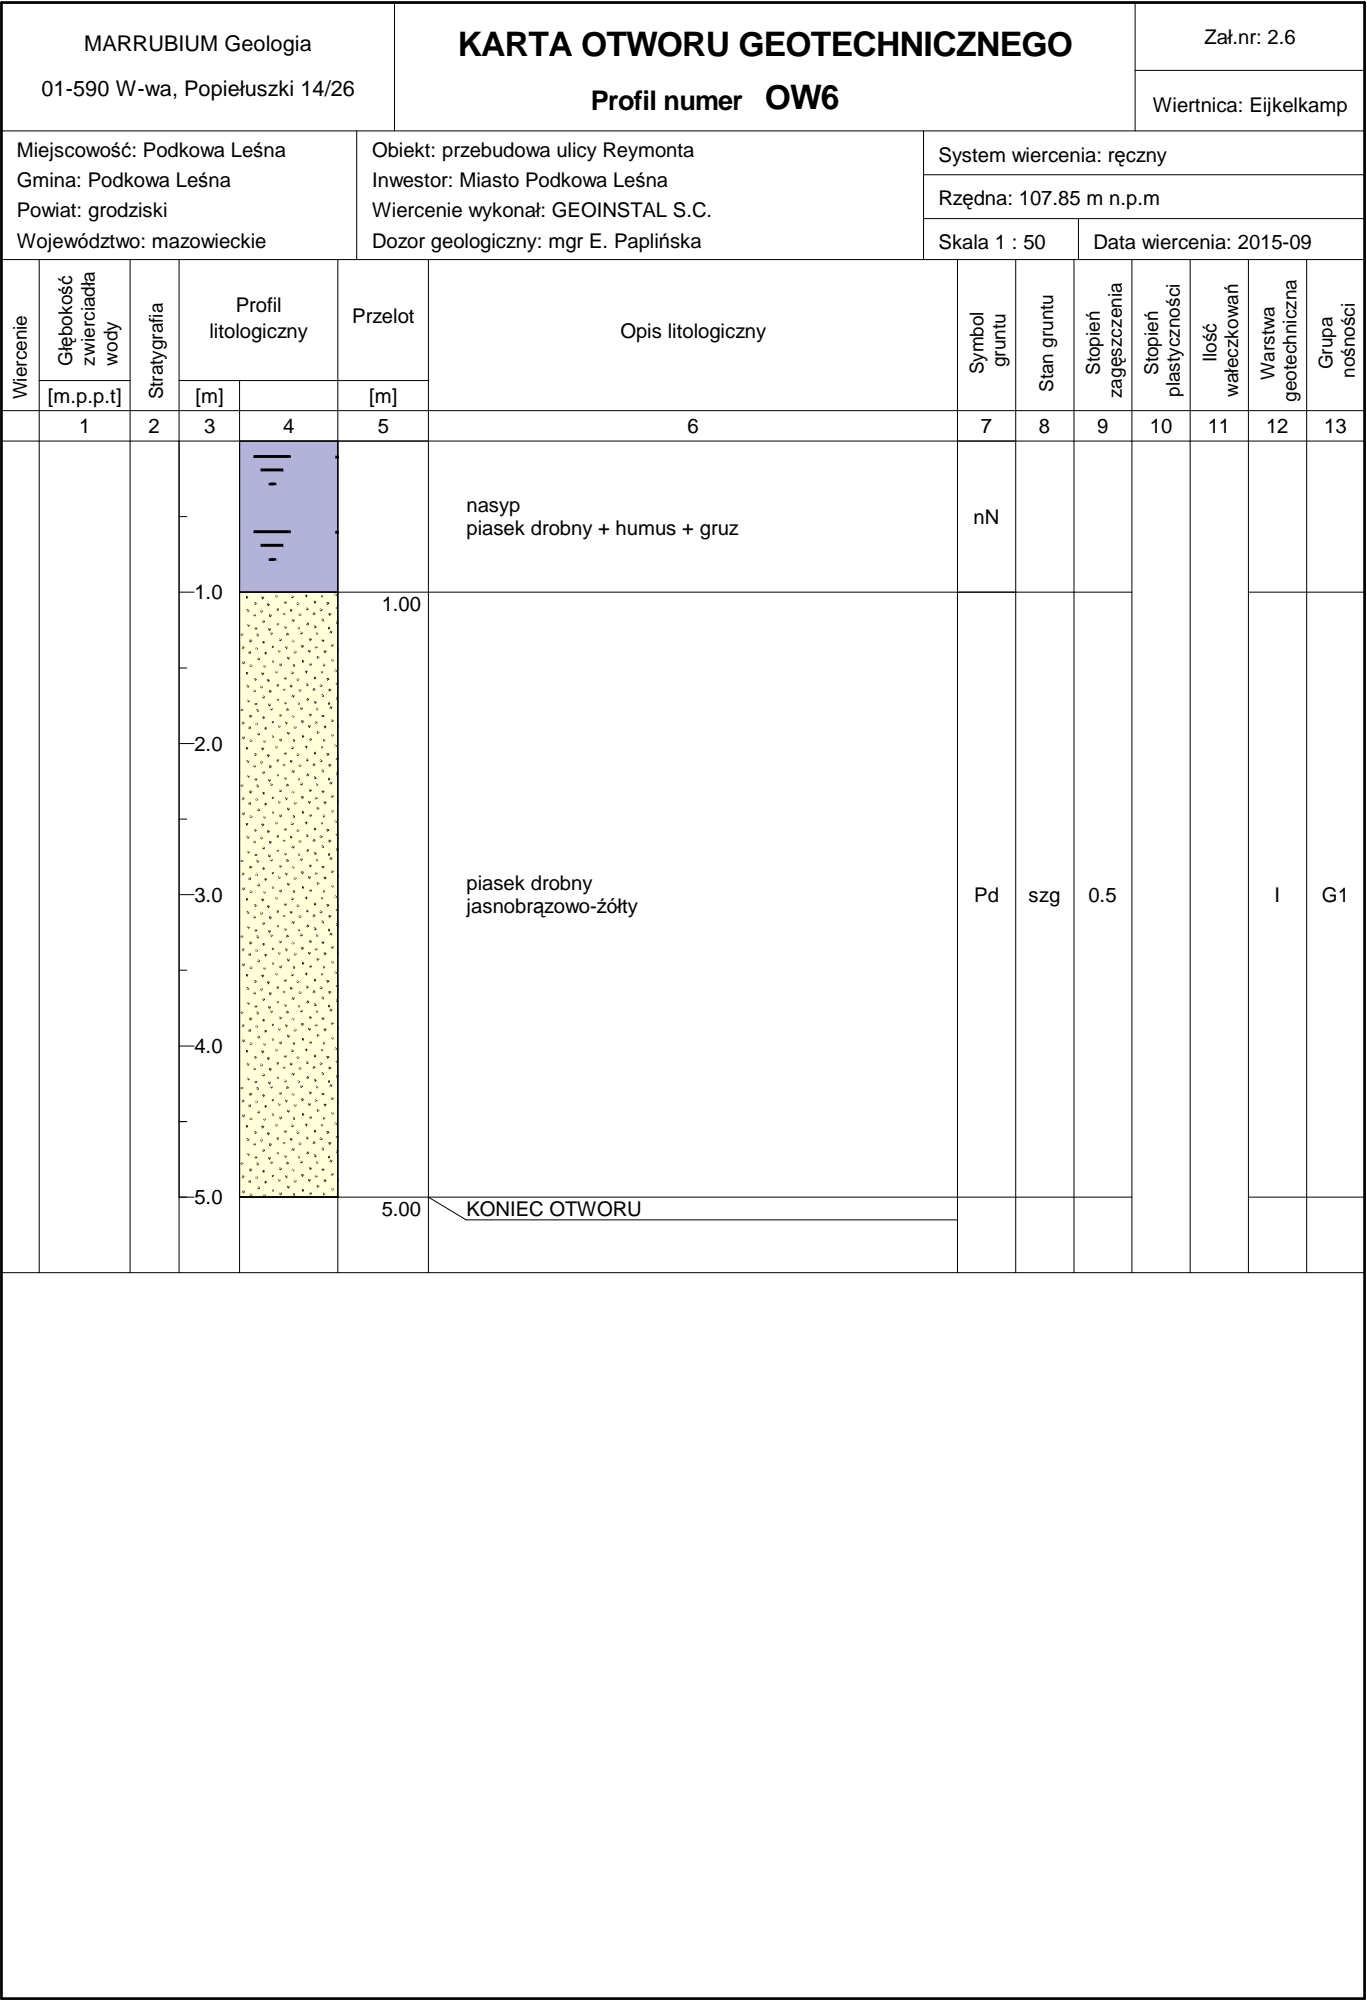 MARRUBIUM Geologia
01-590 W-wa, Popiełuszki 14/26
KARTA OTWORU GEOTECHNICZNEGO
Profil numer OW6
Zał.nr: 2.6
Wiertnica: Eijkelkamp
Miejscowość: Podkowa Leśna
Gmina: Podkowa Leśna
Powiat: grodziski
Województwo: mazowieckie
Obiekt: przebudowa ulicy Reymonta
Inwestor: Miasto Podkowa Leśna
Wiercenie wykonał: GEOINSTAL S.C.
Dozor geologiczny: mgr E. Paplińska
System wiercenia: ręczny
Rzędna: 107.85 m n.p.m
Skala 1 : 50
Data wiercenia: 2015-09
Wiercenie
Głębokość
zwierciadła
wody
[m.p.p.t]
Stratygrafia
Profil
litologiczny
[m]
Przelot
[m]
Opis litologiczny
Symbol
gruntu
Stan gruntu
Stopień
zagęszczenia
Stopień
plastyczności
Ilość
wałeczkowań
Warstwa
geotechniczna
Grupa
nośności
1 2 3 4 5 6 7 8 9 10 11 12 13
nasyp
piasek drobny + humus + gruz
nN
1.0
1.00
2.0
3.0
piasek drobny
jasnobrązowo-źółty
Pd szg 0.5 I G1
4.0
5.0
5.00
KONIEC OTWORU